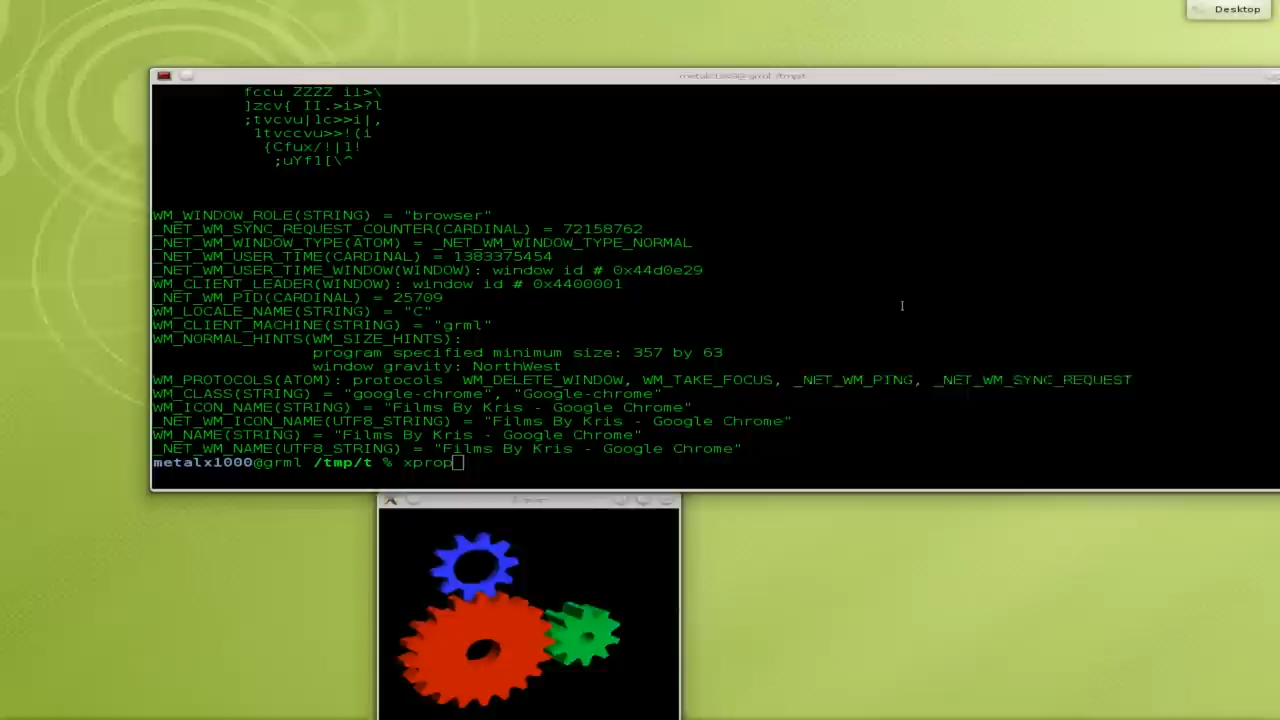 Desktop
fccu ZZZZ ii>\
]zcv{ II.>i>?l
;tvcvu|lc>>i|,
1tvccvu>>!(i
{Cfux/!|1!
;uYf1[\^
WM_WINDOW_ROLE(STRING) = "browser"
_NET_WM_SYNC_REQUEST_COUNTER(CARDINAL) = 72158762
_NET_WM_WINDOW_TYPE(ATOM) = _NET_WM_WINDOW_TYPE_NORMAL
_NET_WM_USER_TIME(CARDINAL) = 1383375454
_NET_WM_USER_TIME_WINDOW(WINDOW): window id # 0x44d0e29
WM_CLIENT_LEADER(WINDOW): window id # 0x4400001
_NET_WM_PID(CARDINAL) = 25709
WM_LOCALE_NAME(STRING) = "C"
WM_CLIENT_MACHINE(STRING) = "grml"
WM_NORMAL_HINTS(WM_SIZE_HINTS):
program specified minimum size: 357 by 63
window gravity: NorthWest
WM_PROTOCOLS(ATOM): protocols  WM_DELETE_WINDOW, WM_TAKE_FOCUS, _NET_WM_PING, _NET_WM_SYNC_REQUEST
WM_CLASS(STRING) = "google-chrome", "Google-chrome"
WM_ICON_NAME(STRING) = "Films By Kris - Google Chrome"
_NET_WM_ICON_NAME(UTF8_STRING) = "Films By Kris - Google Chrome"
WM_NAME(STRING) = "Films By Kris - Google Chrome"
_NET_WM_NAME(UTF8_STRING) = "Films By Kris - Google Chrome"
metalx1000@grml /tmp/t % xprop